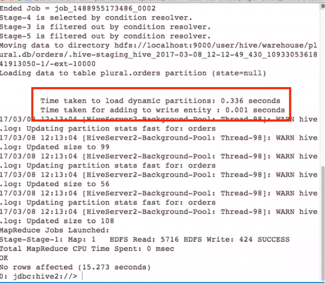 Ended Job = job_1488955173486_0002
Stage-4 is selected by condition resolver.
Stage-3 is filtered out by condition resolver.
Stage-5 is filtered out by condition resolver.
Moving data to directory hdfs://localhost:9000/user/hive/warehouse/pl
ural.db/orders/.hive-staging_hive_2017-03-08_12-12-49_430_10933053618
41913050-1/-ext-10000
Loading data to table plural.orders partition (state=null)
Time taken to load dynamic partitions: 0.336 seconds
Time taken for adding to write entity : 0.001 seconds
17/03/08 12:13:04 [HiveServer2-Background-Pool: Thread-98]: WARN hive
.log: Updating partition stats fast for: orders
17/03/08 12:13:04 [HiveServer2-Background-Pool: Thread-98]: WARN hive
.log: Updated size to 99
17/03/08 12:13:04 [HiveServer2-Background-Pool: Thread-98]: WARN hive
.log: Updating partition stats fast for: orders
17/03/08 12:13:04 [HiveServer2-Background-Pool: Thread-98]: WARN hive
.log: Updated size to 56
17/03/08 12:13:04 [HiveServer2-Background-Pool: Thread-98]: WARN hive
.log: Updating partition stats fast for: orders
17/03/08 12:13:04 [HiveServer2-Background-Pool: Thread-98]: WARN hive
.log: Updated size to 108
MapReduce Jobs Launched:
Stage-Stage-1: Map: 1 HDFS Read: 5716 HDFS Write: 424 SUCCESS
Total MapReduce CPU Time Spent: 0 msec
OK
No rows affected (15.273 seconds)
0: jdbc:hive2://>